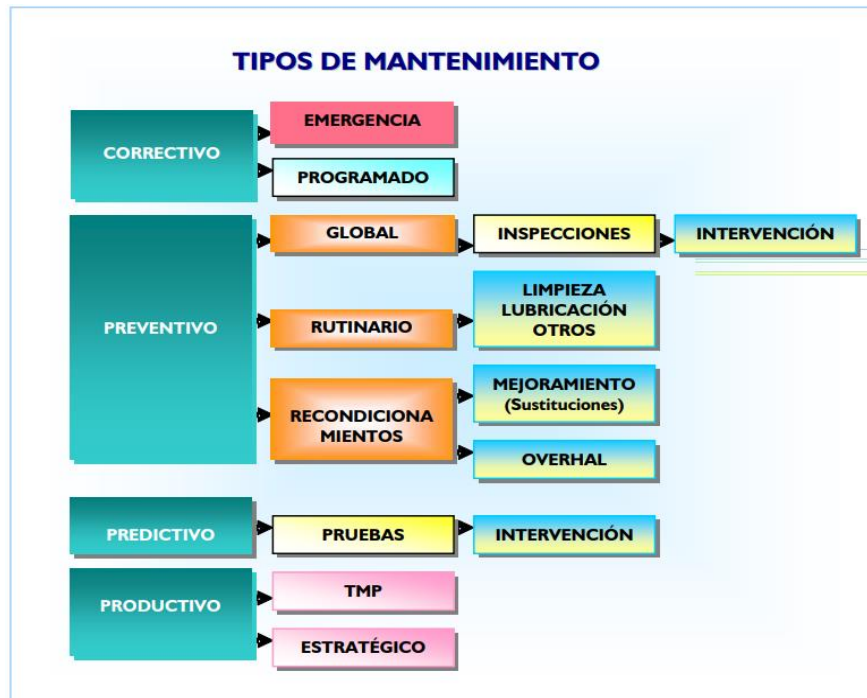 TIPOS DE MANTENIMIENTO
CORRECTIVO
EMERGENCIA
PROGRAMADO
PREVENTIVO
GLOBAL
INSPECCIONES
INTERVENCIÓN
RUTINARIO
LIMPIEZA
LUBRICACIÓN
OTROS
RECONDICIONA
MIENTOS
MEJORAMIENTO
(Sustituciones)
OVERHAL
PREDICTIVO
PRUEBAS
INTERVENCIÓN
PRODUCTIVO
TMP
ESTRATÉGICO